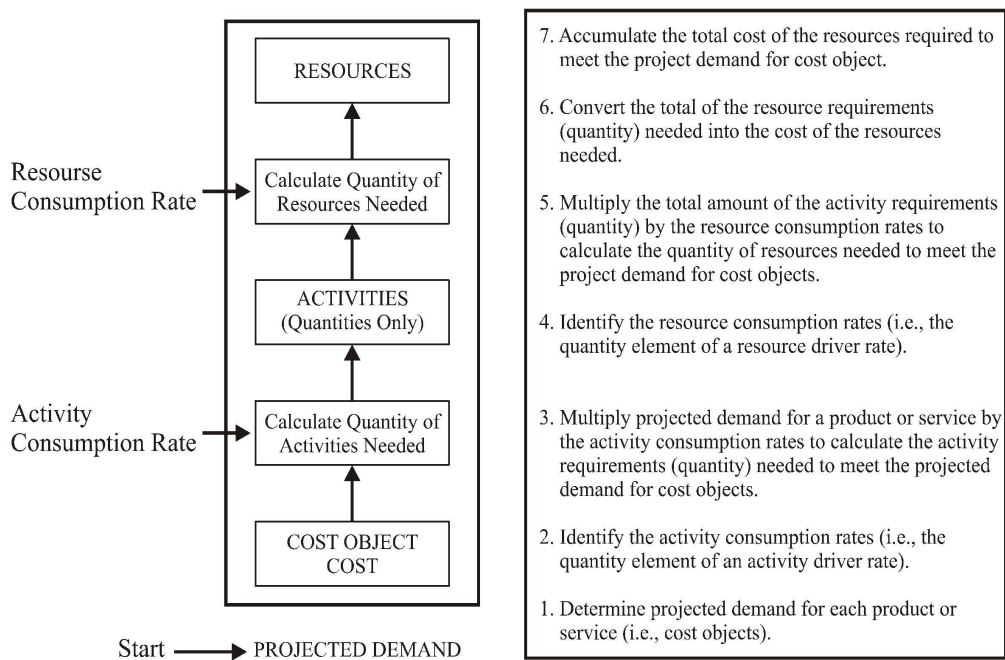 RESOURCES
Resourse
Consumption Rate
Calculate Quantity of
Resources Needed
ACTIVITIES
(Quantities Only)
Activity
Consumption Rate
Calculate Quantity of
Activities Needed
COST OBJECT
COST
Start
PROJECTED DEMAND
7. Accumulate the total cost of the resources required to
meet the project demand for cost object.
6. Convert the total of the resource requirements
(quantity) needed into the cost of the resources
needed.
5. Multiply the total amount of the activity requirements
(quantity) by the resource consumption rates to
calculate the quantity of resources needed to meet the
project demand for cost objects.
4. Identify the resource consumption rates (i.e., the
quantity element of a resource driver rate).
3. Multiply projected demand for a product or service by
the activity consumption rates to calculate the activity
requirements (quantity) needed to meet the projected
demand for cost objects.
2. Identify the activity consumption rates (i.e., the
quantity element of an activity driver rate).
1. Determine projected demand for each product or
service (i.e., cost objects).